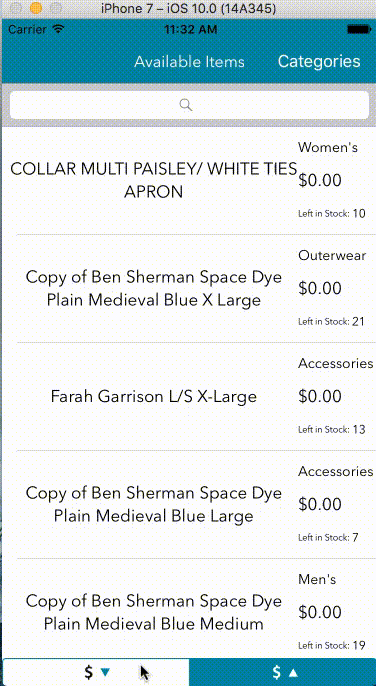 iPhone 7 – iOS 10.0 (14A345)
Carrier 11:32 AM
Available Items Categories
Women's
COLLAR MULTI PAISLEY/ WHITE TIES
APRON
$0.00
Left in Stock: 10
Outerwear
Copy of Ben Sherman Space Dye
Plain Medieval Blue X Large
$0.00
Left in Stock: 21
Accessories
Farah Garrison L/S X-Large
$0.00
Left in Stock: 13
Accessories
Copy of Ben Sherman Space Dye
Plain Medieval Blue Large
$0.00
Left in Stock: 7
Men's
Copy of Ben Sherman Space Dye
Plain Medieval Blue Medium
$0.00
Left in Stock: 19
$ ▼ $ ▲